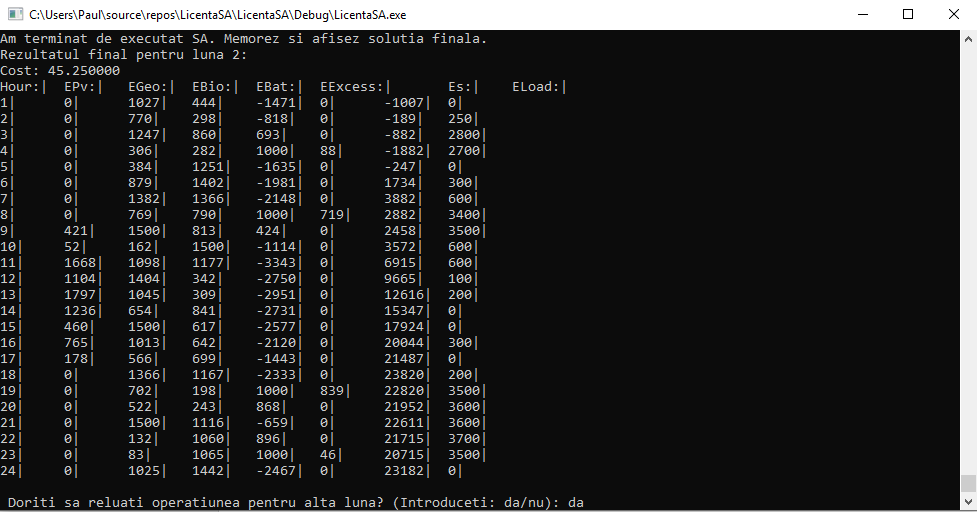 C:\Users\Paul\source\repos\LicentaSA\LicentaSA\Debug\LicentaSA.exe
Am terminat de executat SA. Memorez si afisez solutia finala.
Rezultatul final pentru luna 2:
Cost: 45.250000
Hour:|  EPv:|   EGeo:|  EBio:|  EBat:|  EExcess:|       Es:|    ELoad:|
1|      0|      1027|   444|    -1471|  0|      -1007|  0|
2|      0|      770|    298|    -818|   0|      -189|   250|
3|      0|      1247|   860|    693|    0|      -882|   2800|
4|      0|      306|    282|    1000|   88|     -1882|  2700|
5|      0|      384|    1251|   -1635|  0|      -247|   0|
6|      0|      879|    1402|   -1981|  0|      1734|   300|
7|      0|      1382|   1366|   -2148|  0|      3882|   600|
8|      0|      769|    790|    1000|   719|    2882|   3400|
9|      421|    1500|   813|    424|    0|      2458|   3500|
10|     52|     162|    1500|   -1114|  0|      3572|   600|
11|     1668|   1098|   1177|   -3343|  0|      6915|   600|
12|     1104|   1404|   342|    -2750|  0|      9665|   100|
13|     1797|   1045|   309|    -2951|  0|      12616|  200|
14|     1236|   654|    841|    -2731|  0|      15347|  0|
15|     460|    1500|   617|    -2577|  0|      17924|  0|
16|     765|    1013|   642|    -2120|  0|      20044|  300|
17|     178|    566|    699|    -1443|  0|      21487|  0|
18|     0|      1366|   1167|   -2333|  0|      23820|  200|
19|     0|      702|    198|    1000|   839|    22820|  3500|
20|     0|      522|    243|    868|    0|      21952|  3600|
21|     0|      1500|   1116|   -659|   0|      22611|  3600|
22|     0|      132|    1060|   896|    0|      21715|  3700|
23|     0|      83|     1065|   1000|   46|     20715|  3500|
24|     0|      1025|   1442|   -2467|  0|      23182|  0|
Doriti sa reluati operatiunea pentru alta luna? (Introduceti: da/nu): da